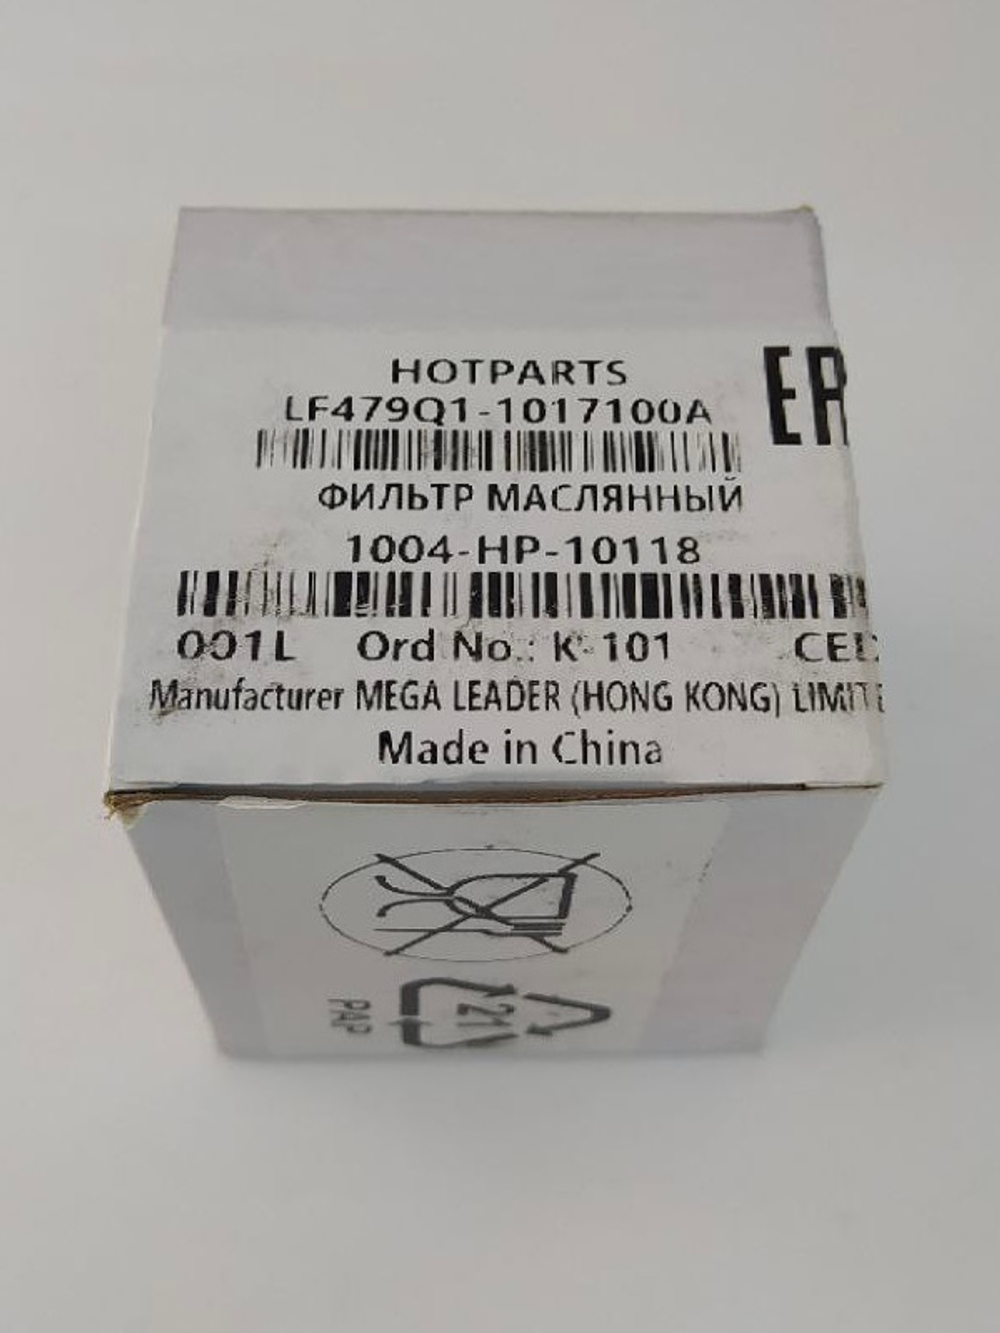 HOTPARTS
LF479Q1-1017100A
ФИЛЬТР МАСЛЯННЫЙ
1004-HP-10118
001L Ord No.: K-101
Manufacturer MEGA LEADER (HONG KONG) LIMITE
Made in China
21
PAP